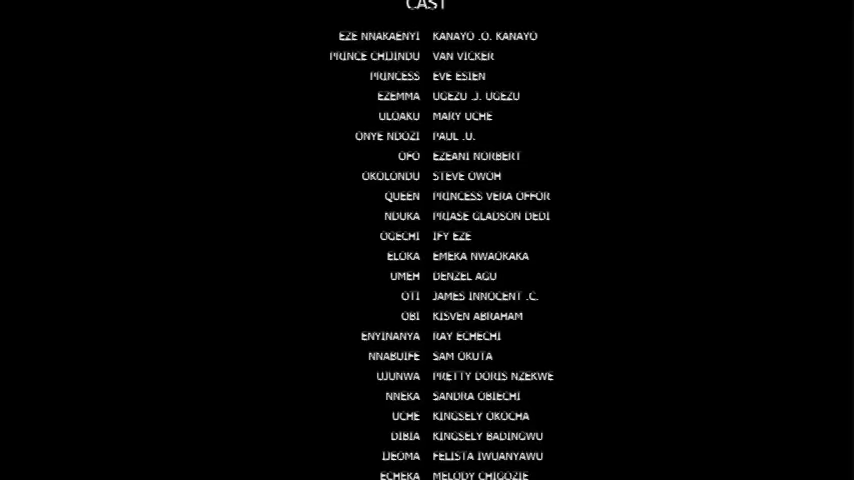 CAST
EZE NNAKAENYI KANAYO .O. KANAYO
PRINCE CHIJINDU VAN VICKER
PRINCESS EVE ESIEN
EZEMMA UGEZU .J. UGEZU
ULOAKU MARY UCHE
ONYE NDOZI PAUL .U.
OFO EZEANI NORBERT
OKOLONDU STEVE OWOH
QUEEN PRINCESS VERA OFFOR
NDUKA PRIASE GLADSON DEDI
OGECHI IFY EZE
ELOKA EMEKA NWAOKAKA
UMEH DENZEL AGU
OTI JAMES INNOCENT .C.
OBI KISVEN ABRAHAM
ENYINANYA RAY ECHECHI
NNABUIFE SAM OKUTA
UJUNWA PRETTY DORIS NZEKWE
NNEKA SANDRA OBIECHI
UCHE KINGSELY OKOCHA
DIBIA KINGSELY BADINGWU
IJEOMA FELISTA IWUANYAWU
ECHEKA MELODY CHIGOZIE